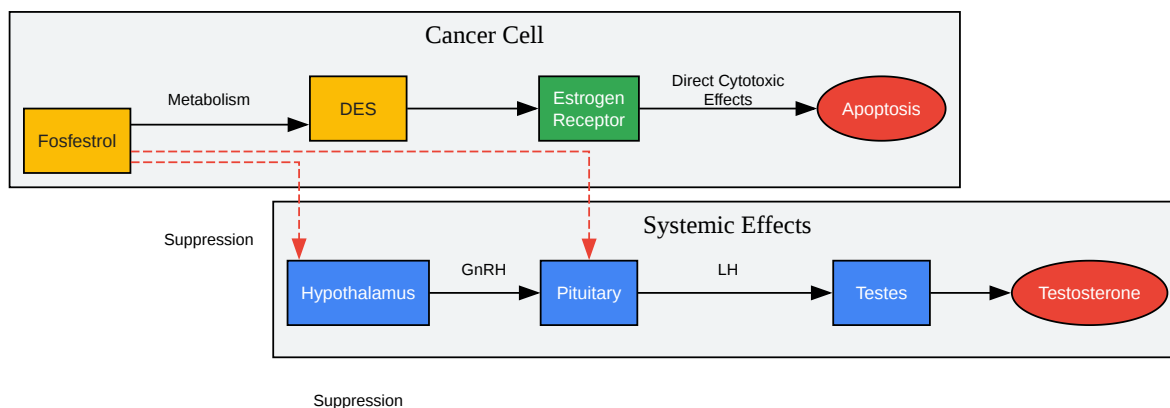 Cancer Cell
Metabolism
Fosfestrol
DES
Estrogen
Receptor
Direct Cytotoxic
Effects
Apoptosis
Suppression
Systemic Effects
Hypothalamus
GnRH
Pituitary
LH
Testes
Testosterone
Suppression